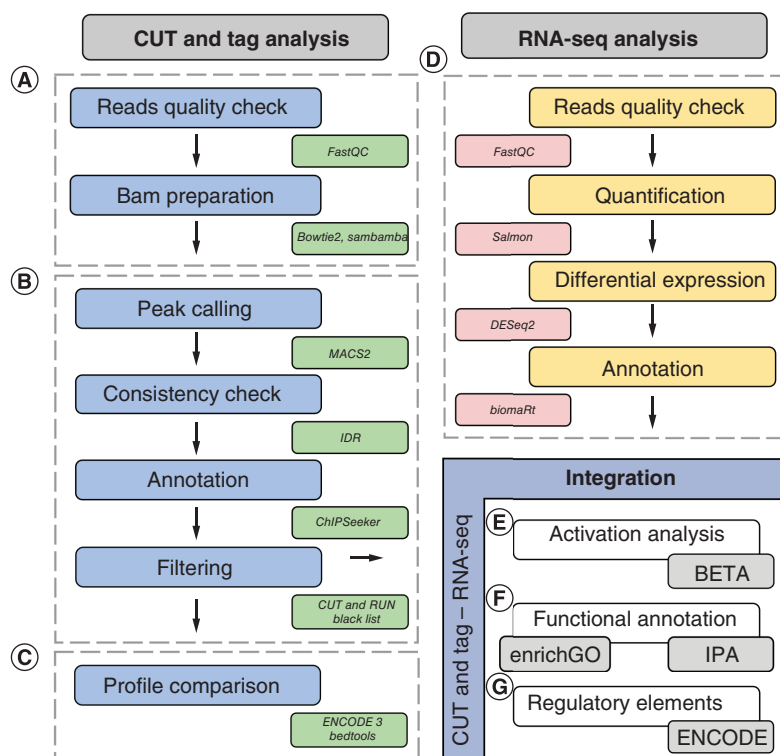 CUT and tag analysis
A
Reads quality check
FastQC
Bam preparation
Bowtie2, sambamba
B
Peak calling
MACS2
Consistency check
IDR
Annotation
ChIPSeeker
Filtering
CUT and RUN
black list
C
Profile comparison
ENCODE 3
bedtools
RNA-seq analysis
D
Reads quality check
FastQC
Quantification
Salmon
Differential expression
DESeq2
Annotation
biomaRt
Integration
CUT and tag – RNA-seq
E
Activation analysis
BETA
F
Functional annotation
enrichGO
IPA
G
Regulatory elements
ENCODE